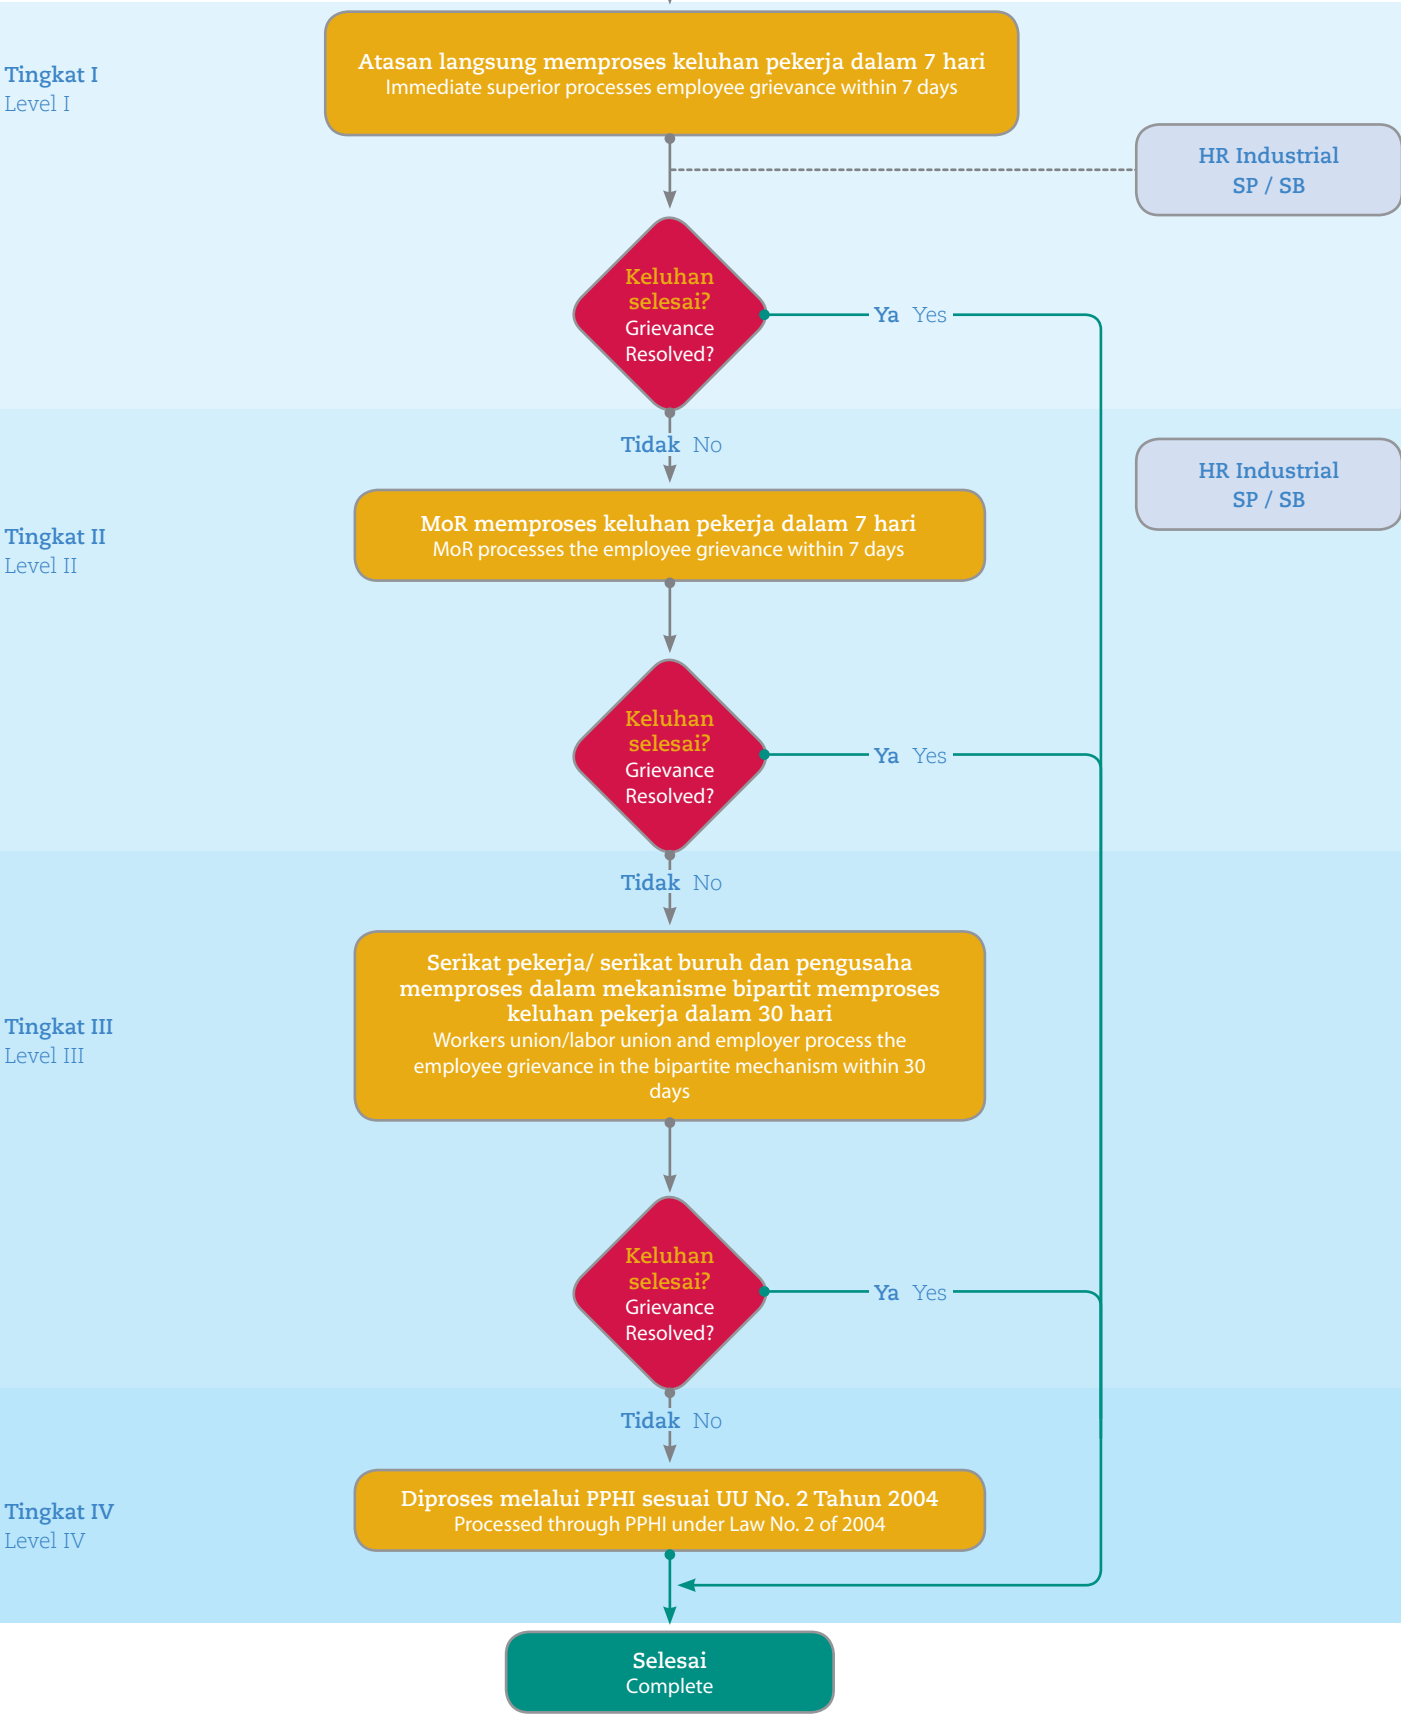 Atasan langsung memproses keluhan pekerja dalam 7 hari
Immediate superior processes employee grievance within 7 days
Tingkat I
Level I
HR Industrial
SP / SB
Keluhan
selesai?
Grievance
Resolved?
Ya Yes
Tidak No
HR Industrial
SP / SB
MoR memproses keluhan pekerja dalam 7 hari
MoR processes the employee grievance within 7 days
Tingkat II
Level II
Keluhan
selesai?
Grievance
Resolved?
Ya Yes
Tidak No
Serikat pekerja/ serikat buruh dan pengusaha
memproses dalam mekanisme bipartit memproses
keluhan pekerja dalam 30 hari
Workers union/labor union and employer process the
employee grievance in the bipartite mechanism within 30
days
Tingkat III
Level III
Keluhan
selesai?
Grievance
Resolved?
Ya Yes
Tidak No
Diproses melalui PPHI sesuai UU No. 2 Tahun 2004
Processed through PPHI under Law No. 2 of 2004
Tingkat IV
Level IV
Selesai
Complete